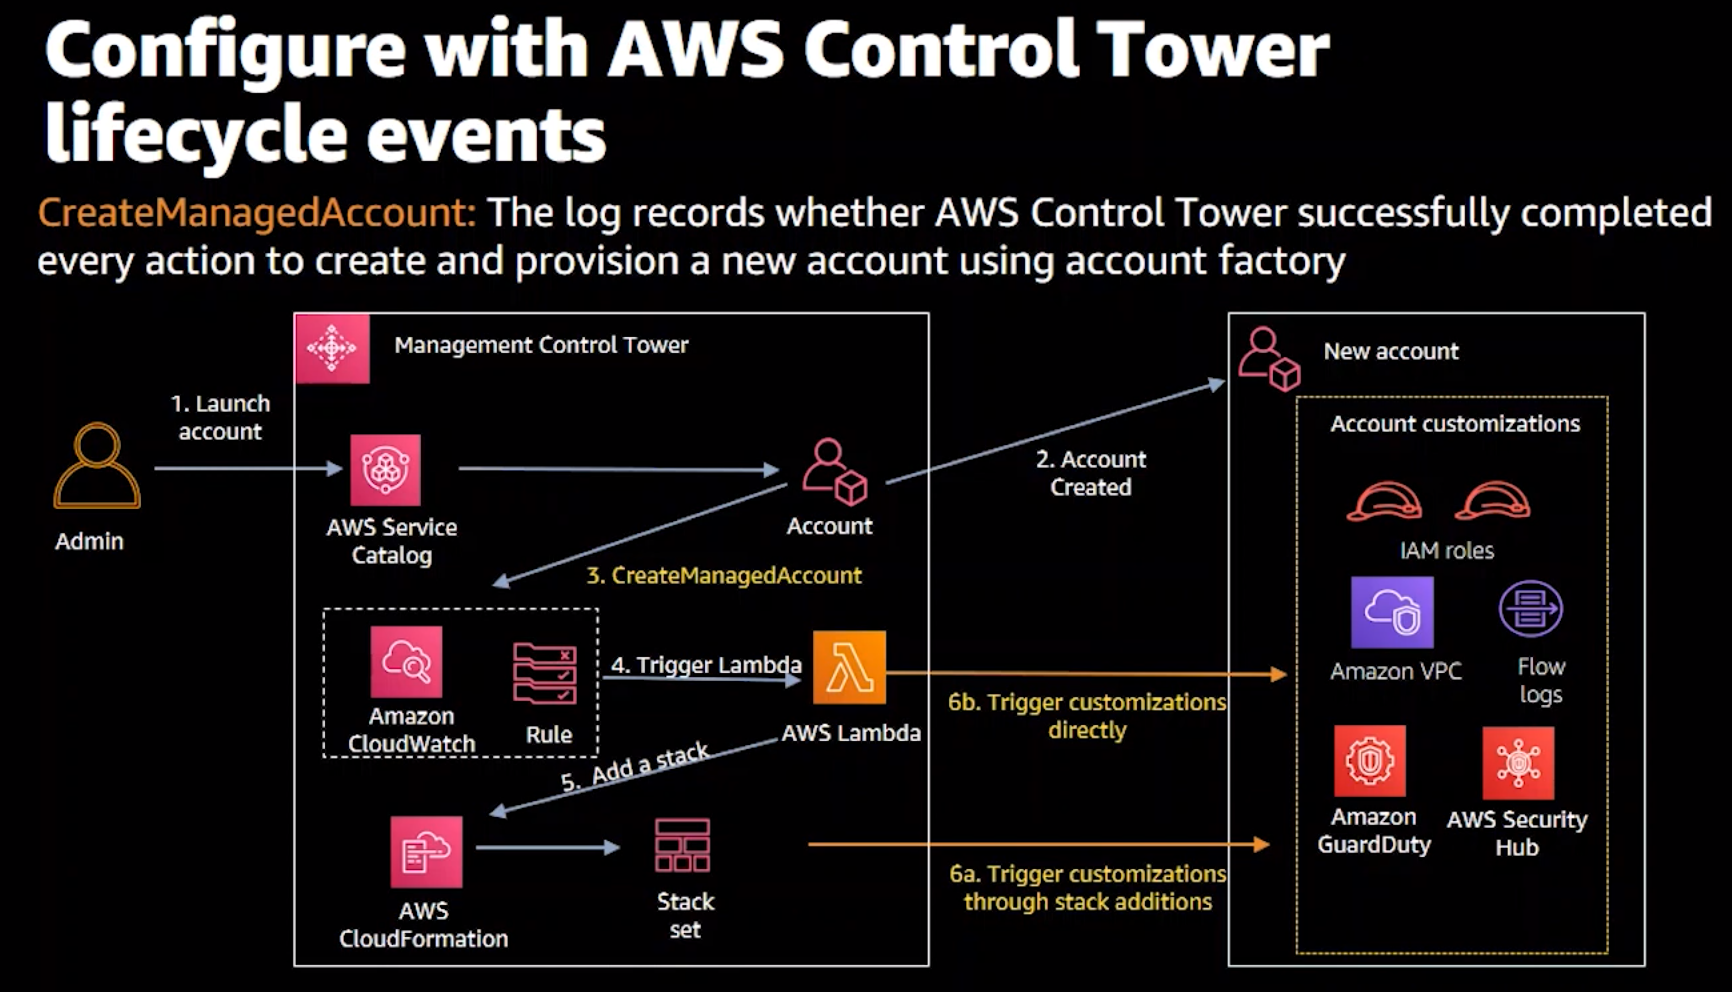 Configure with AWS Control Tower
lifecycle events
CreateManagedAccount: The log records whether AWS Control Tower successfully completed
every action to create and provision a new account using account factory
Management Control Tower
New account
1. Launch
account
Account customizations
2. Account
Created
Admin
AWS Service
Catalog
Account
IAM roles
3. CreateManagedAccount
4. Trigger Lambda
Amazon VPC
Flow
logs
6b. Trigger customizations
directly
Amazon
CloudWatch
Rule
AWS Lambda
5. Add a stack
Amazon
GuardDuty
AWS Security
Hub
6a. Trigger customizations
through stack additions
AWS
CloudFormation
Stack
set